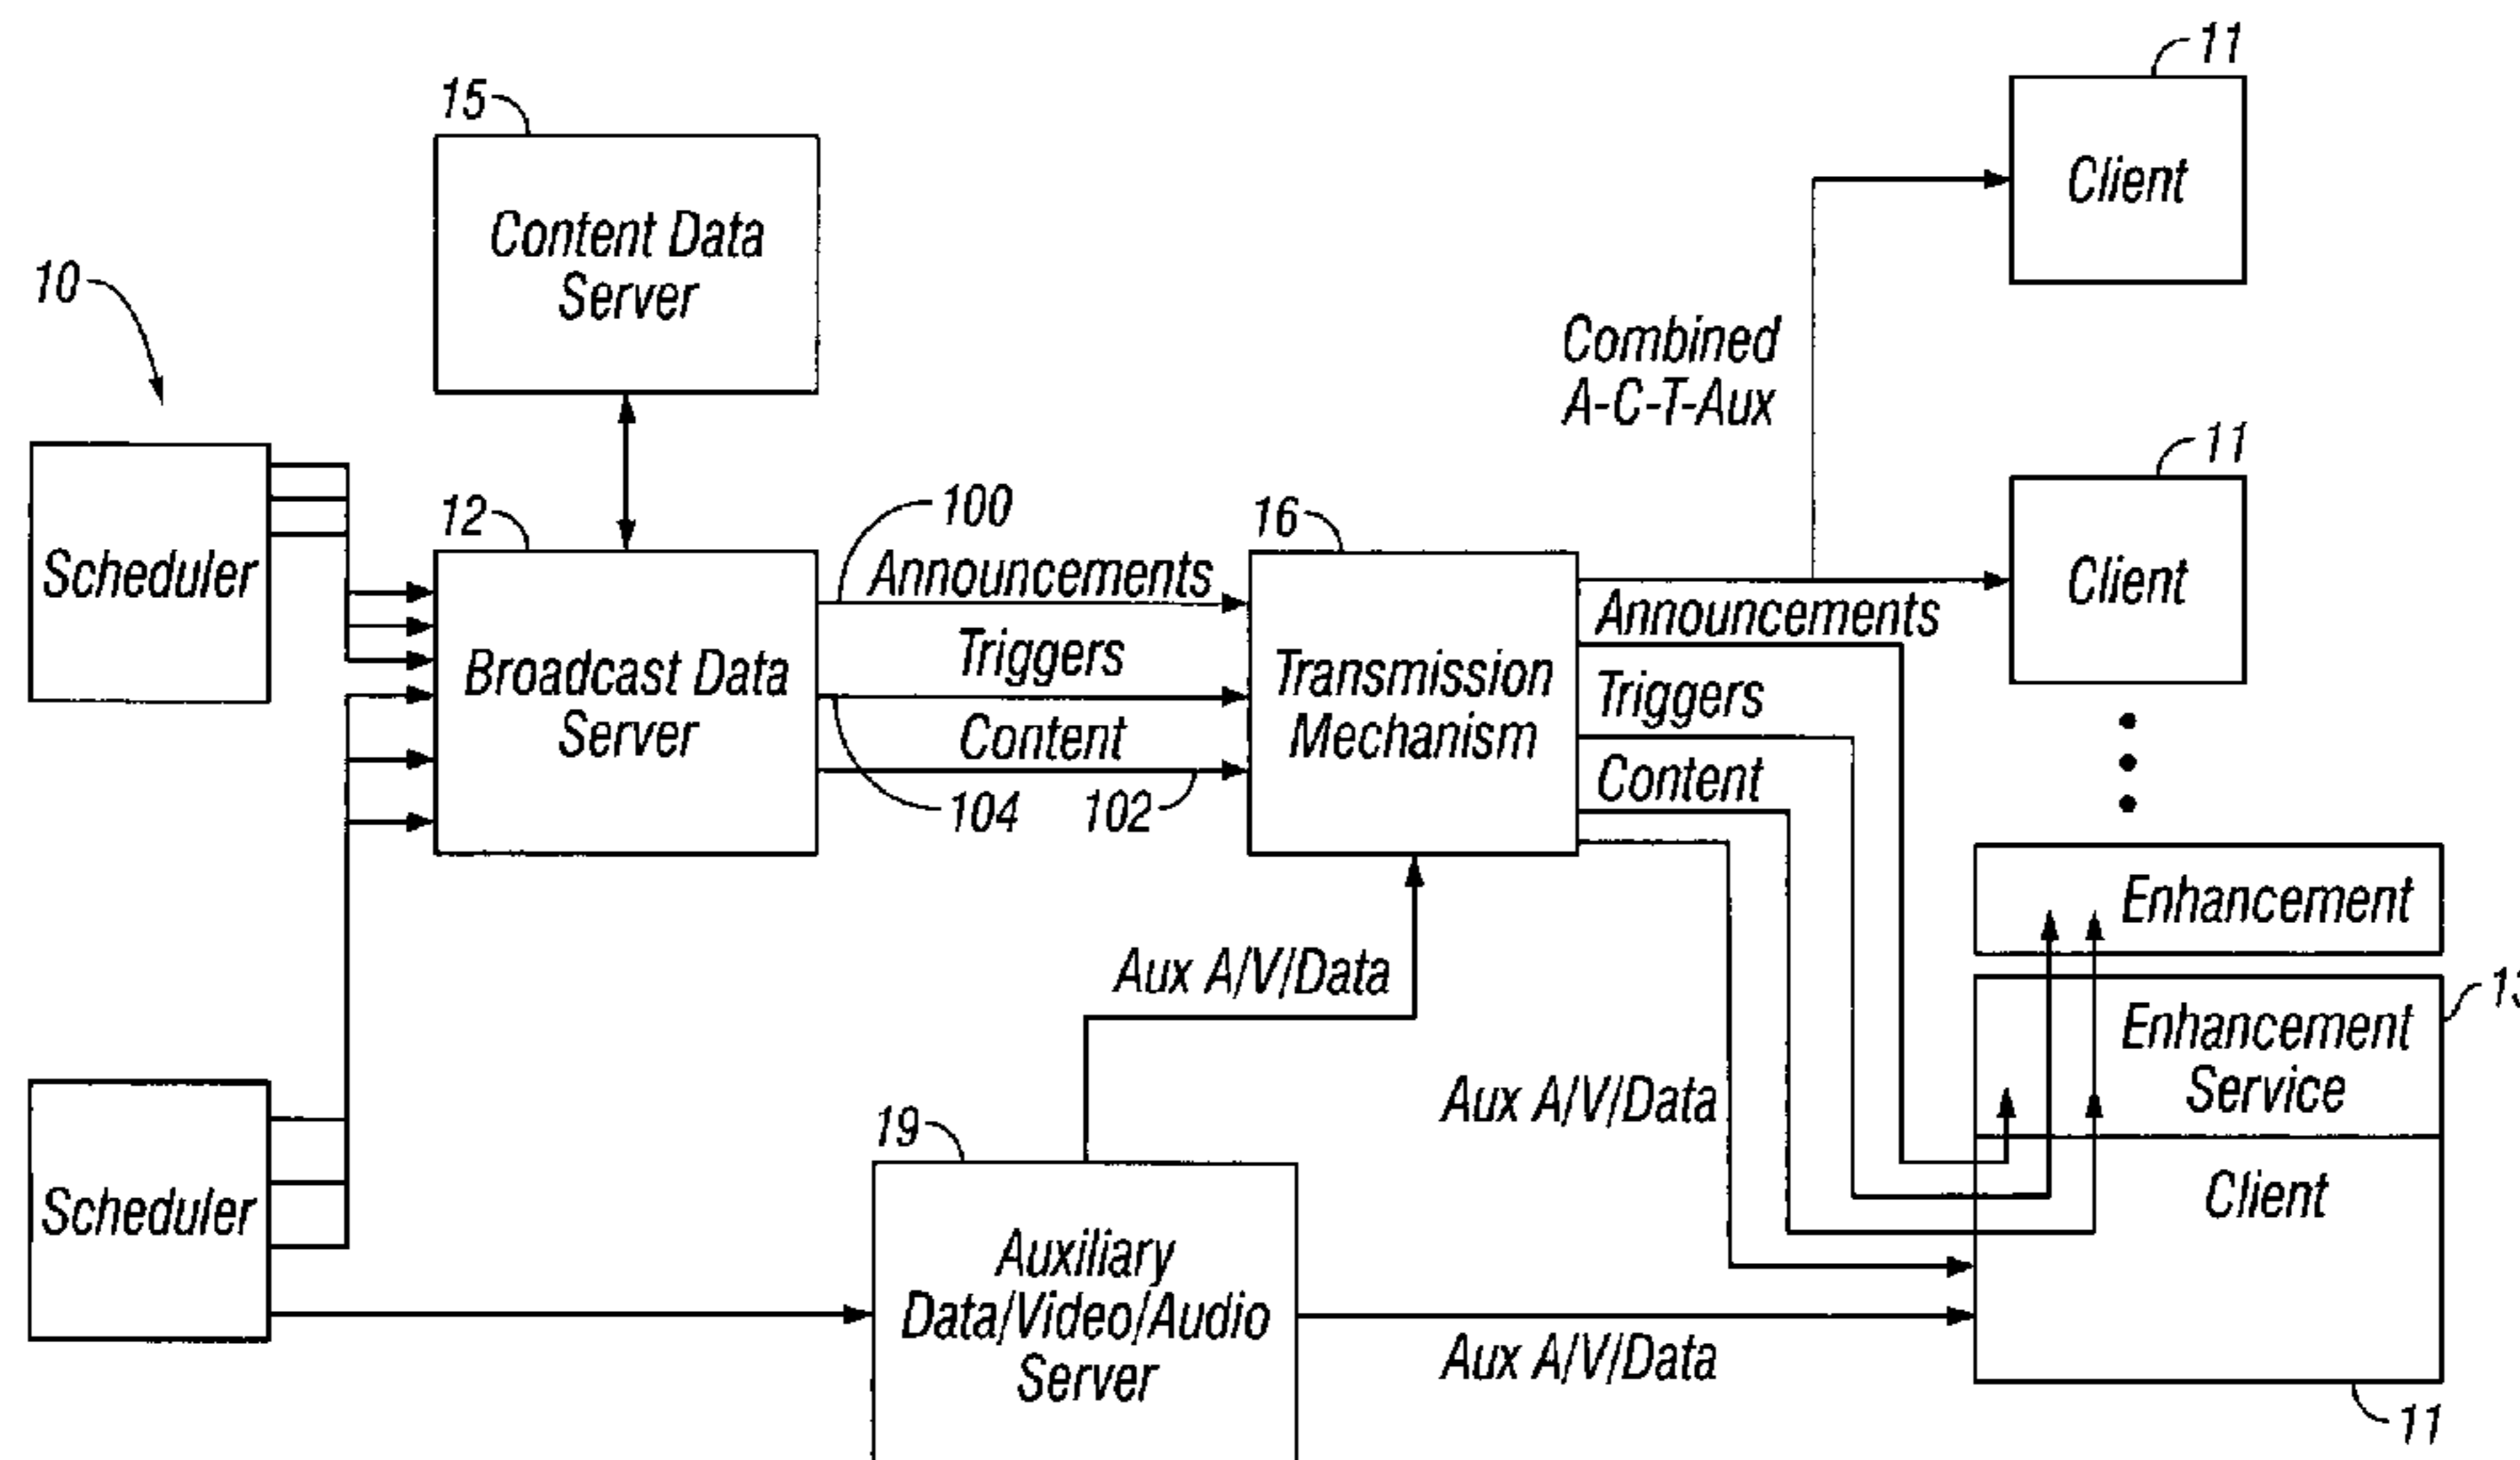 11
15
Client
Content Data
Server
10
Combined
A-C-T-Aux
11
12
100
16
Scheduler
Announcements
Client
Announcements
Triggers
Broadcast Data
Server
Transmission
Mechanism
Triggers
Content
Content
104
102
Enhancement
Aux A/V/Data
Enhancement
Service
Aux A/V/Data
19
Client
Scheduler
Auxiliary
Data/Video/Audio
Server
Aux A/V/Data
11